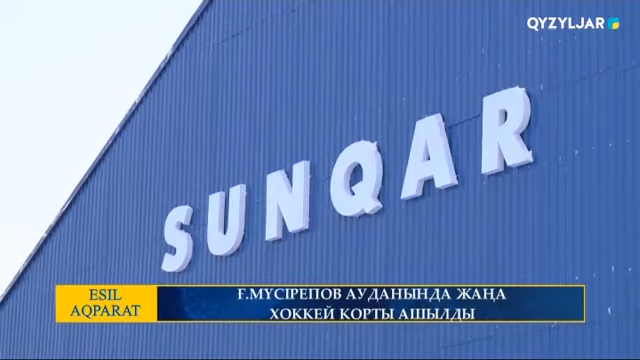 QYZYLJAR
SUNQAR
ESIL
AQPARAT
Ғ.МҮСІРЕПОВ АУДАНЫНДА ЖАҢА
ХОККЕЙ КОРТЫ АШЫЛДЫ